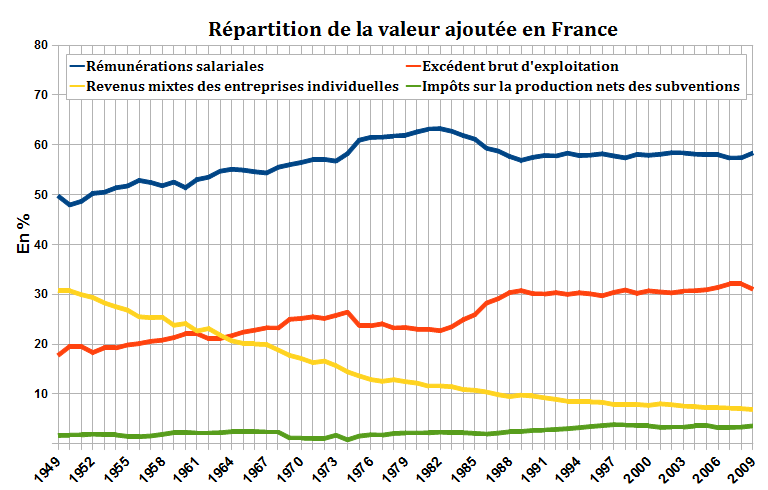 Répartition de la valeur ajoutée en France
80
Rémunérations salariales
Excédent brut d'exploitation
Revenus mixtes des entreprises individuelles
Impôts sur la production nets des subventions
70
60
50
40
30
20
10
En %
1949 1952 1955 1958 1961 1964 1967 1970 1973 1976 1979 1982 1985 1988 1991 1994 1997 2000 2003 2006 2009